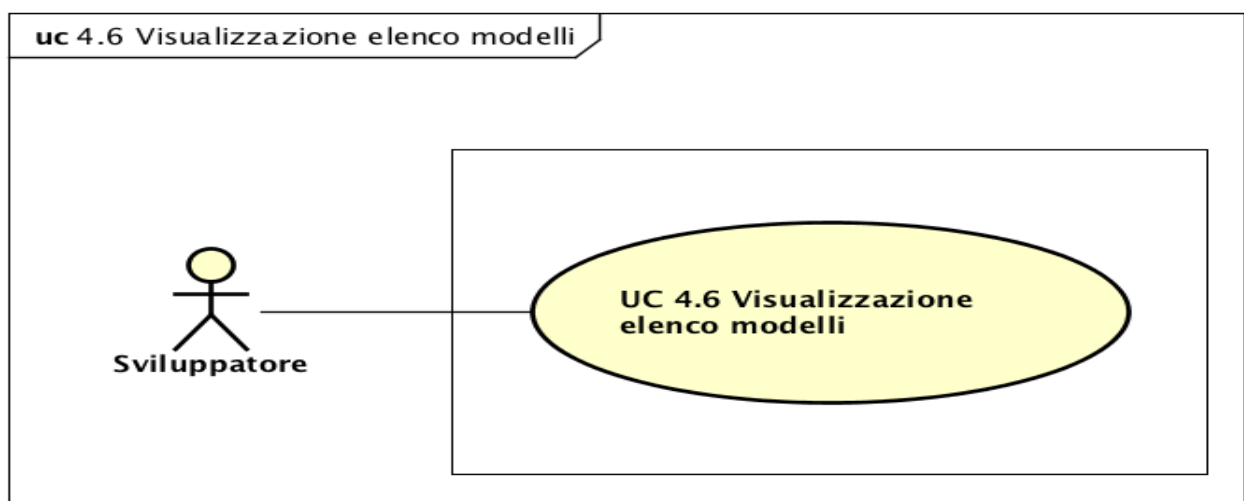 uc 4.6 Visualizzazione elenco modelli
UC 4.6 Visualizzazione
elenco modelli
Sviluppatore